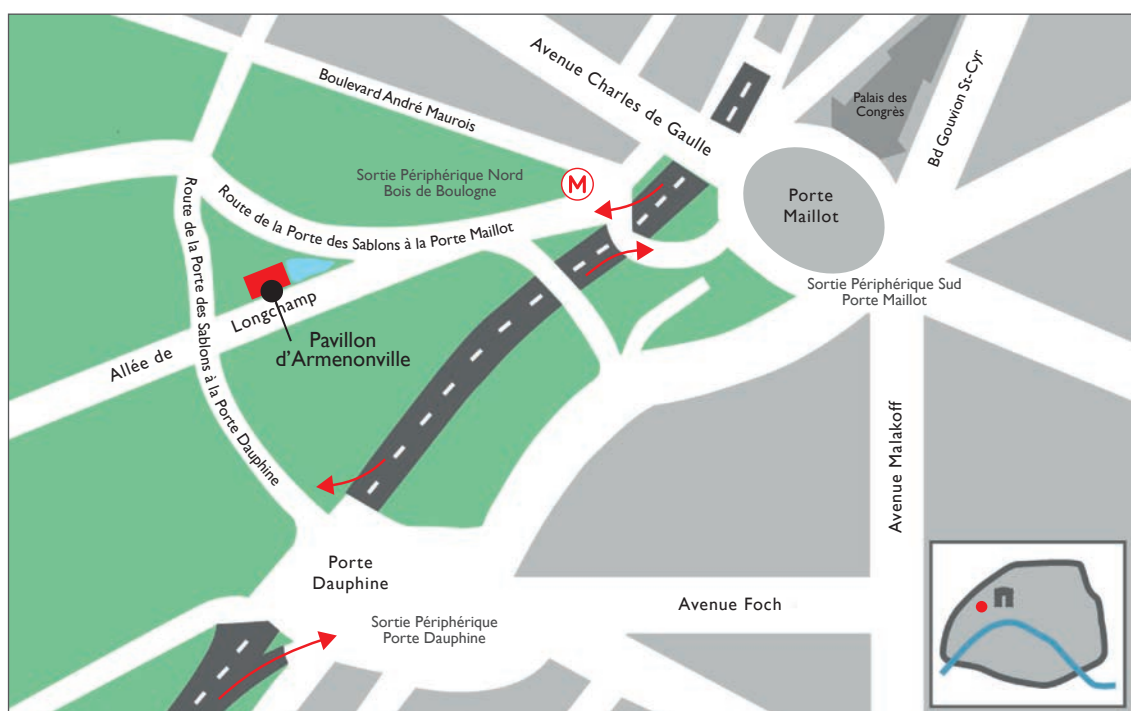 Avenue Charles de Gaulle
Boulevard André Maurois
Palais des
Congrès
Bd Gouvion St-Cyr
Sortie Périphérique Nord
Bois de Boulogne
M
Porte
Maillot
Route de la Porte des Sablons à la Porte Maillot
Route de la Porte des Sablons à la Porte Dauphine
Sortie Périphérique Sud
Porte Maillot
Allée de Longchamp
Pavillon
d'Armenonville
Avenue Malakoff
Porte
Dauphine
Avenue Foch
Sortie Périphérique
Porte Dauphine